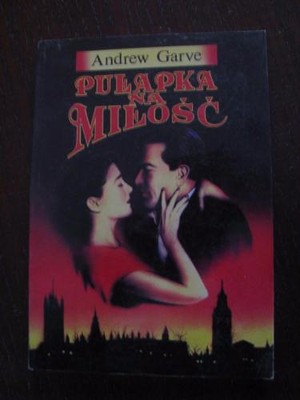 Andrew Garve
PUŁAPKA
NA
MIŁOŚĆ